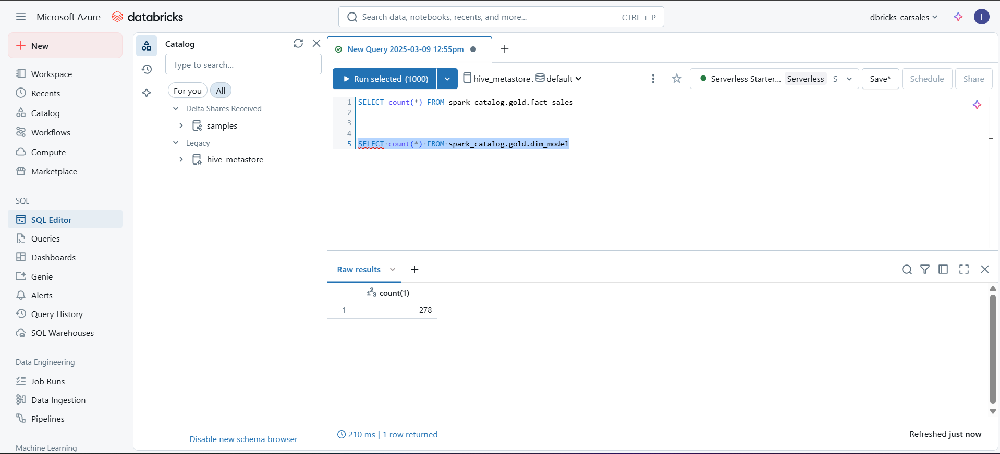 Microsoft Azure databricks
Search data, notebooks, recents, and more... CTRL + P
dbricks_carsales
I
New
Workspace
Recents
Catalog
Workflows
Compute
Marketplace
SQL
SQL Editor
Queries
Dashboards
Genie
Alerts
Query History
SQL Warehouses
Data Engineering
Job Runs
Data Ingestion
Pipelines
Machine Learning
Catalog
Type to search...
For you All
Delta Shares Received
samples
Legacy
hive_metastore
Disable new schema browser
New Query 2025-03-09 12:55pm
Run selected (1000) hive_metastore. default
Serverless Starter... Serverless S Save* Schedule Share
1 SELECT count(*) FROM spark_catalog.gold.fact_sales
2
3
4
5 SELECT count(*) FROM spark_catalog.gold.dim_model
Raw results
123 count(1)
1 278
210 ms | 1 row returned
Refreshed just now